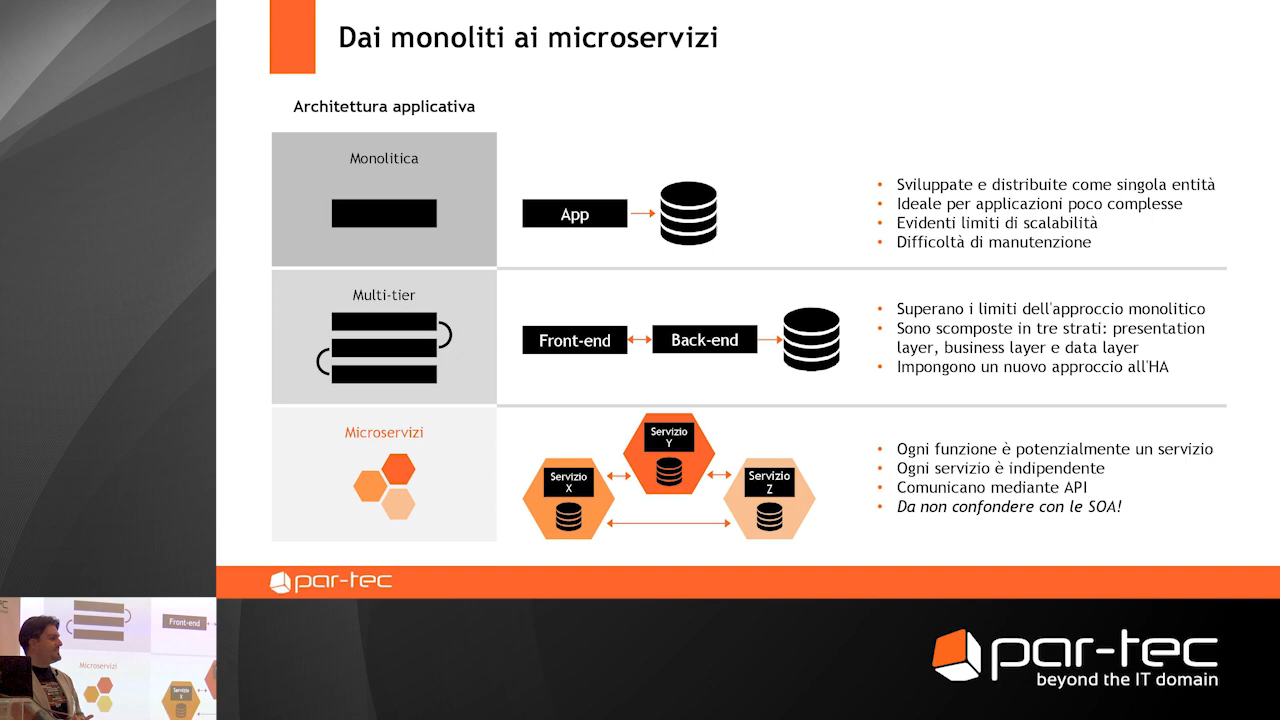 Dai monoliti ai microservizi
Architettura applicativa
Monolitica
App
• Sviluppate e distribuite come singola entità
• Ideale per applicazioni poco complesse
• Evidenti limiti di scalabilità
• Difficoltà di manutenzione
Multi-tier
Front-end
Back-end
• Superano i limiti dell'approccio monolitico
• Sono scomposte in tre strati: presentation
layer, business layer e data layer
• Impongono un nuovo approccio all'HA
Microservizi
Servizio
X
Servizio
Y
Servizio
Z
• Ogni funzione è potenzialmente un servizio
• Ogni servizio è indipendente
• Comunicano mediante API
• Da non confondere con le SOA!
par-tec
Front-end
Microservizi
Servizio
X
par-tec
beyond the IT domain